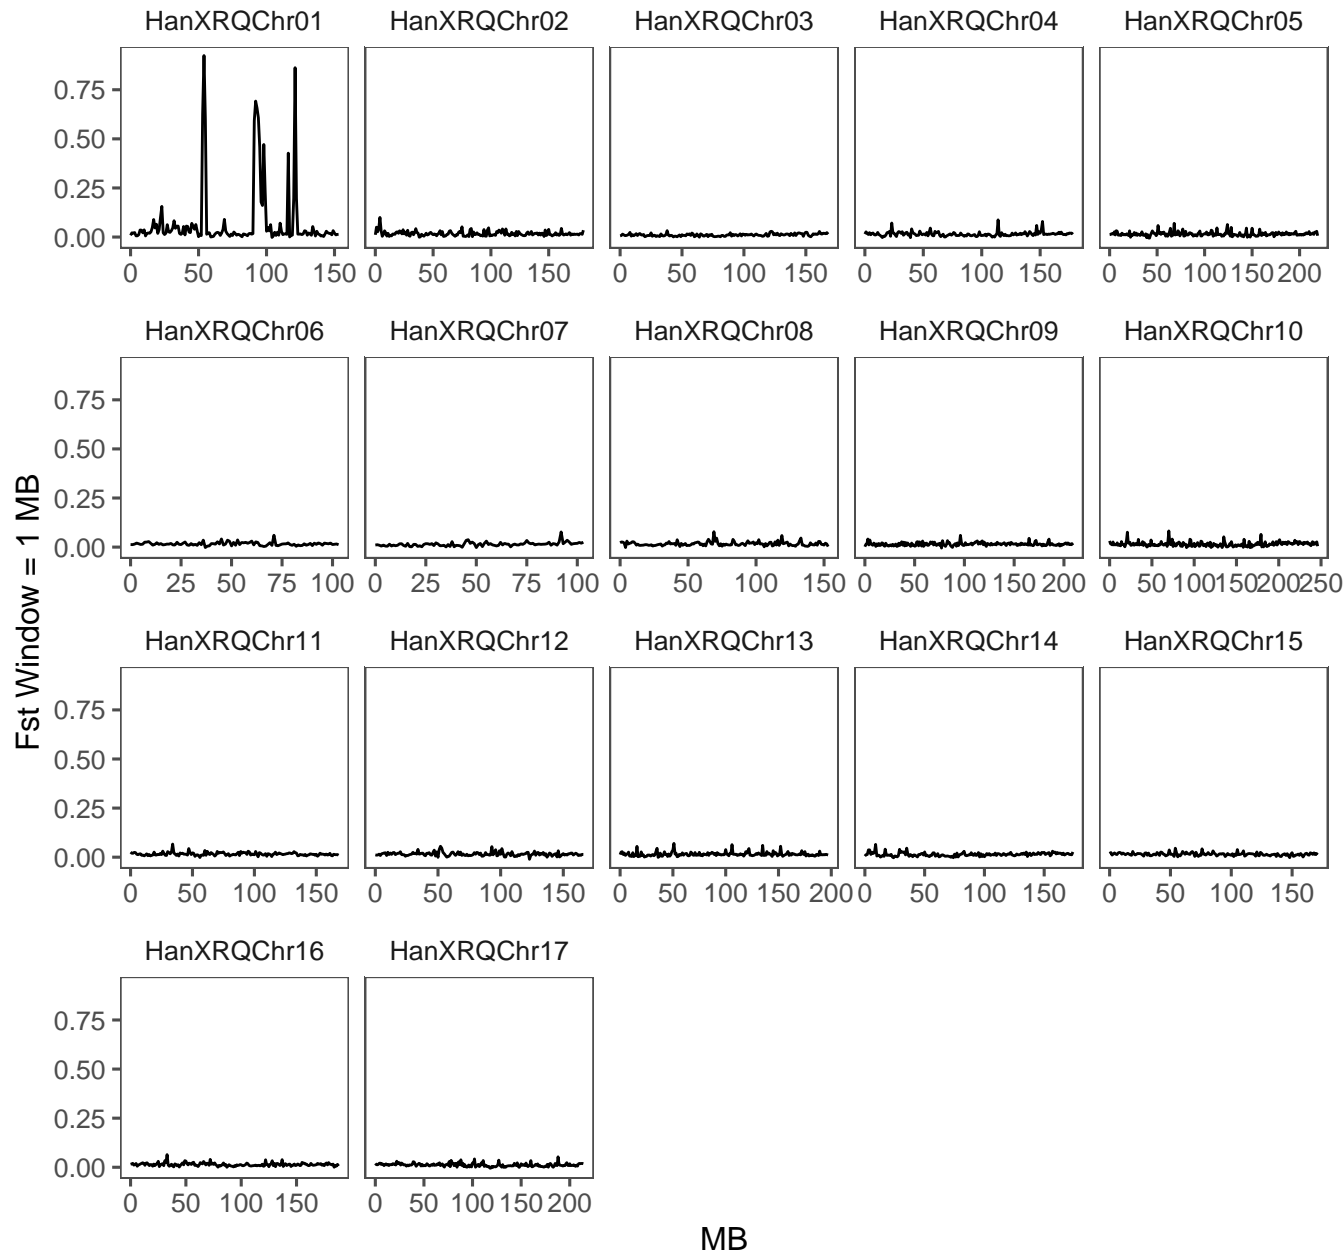 HanXRQChr01 HanXRQChr02 HanXRQChr03 HanXRQChr04 HanXRQChr05
0.75
0.50
0.25
0.00
0 50 100 150 0 50 100 150 0 50 100 150 0 50 100 150 0 50 100 150 200
HanXRQChr06 HanXRQChr07 HanXRQChr08 HanXRQChr09 HanXRQChr10
0.75
0.50
0.25
0.00
0 25 50 75 100 0 25 50 75 100 0 50 100 150 0 50 100 150 200 0 50 100 150 200 250
Fst Window = 1 MB
HanXRQChr11 HanXRQChr12 HanXRQChr13 HanXRQChr14 HanXRQChr15
0.75
0.50
0.25
0.00
0 50 100 150 0 50 100 150 0 50 100 150 200 0 50 100 150 0 50 100 150
HanXRQChr16 HanXRQChr17
0.75
0.50
0.25
0.00
0 50 100 150 0 50 100 150 200
MB